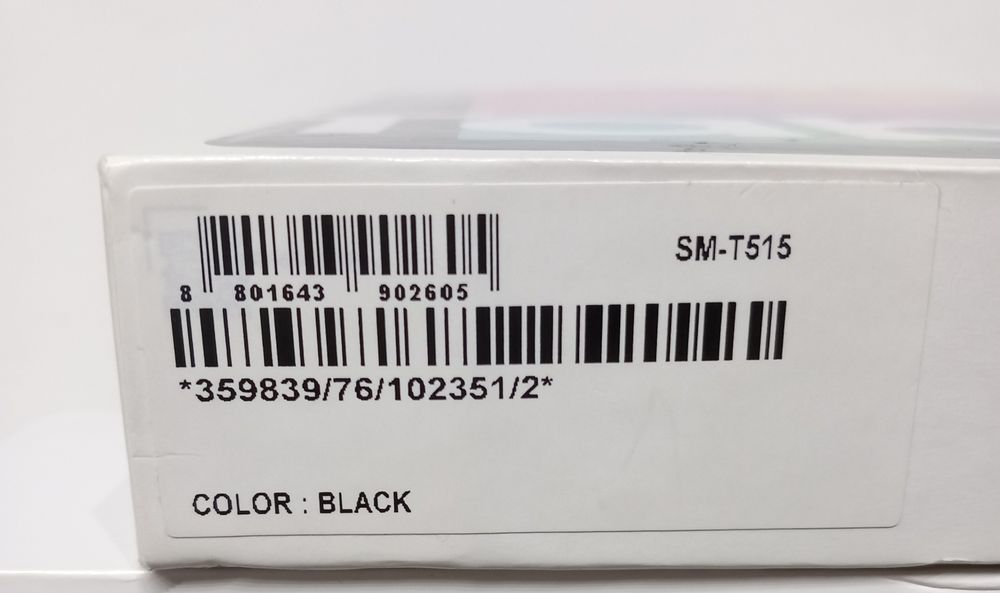 SM-T515
8 801643 902605
*359839/76/102351/2*
COLOR : BLACK